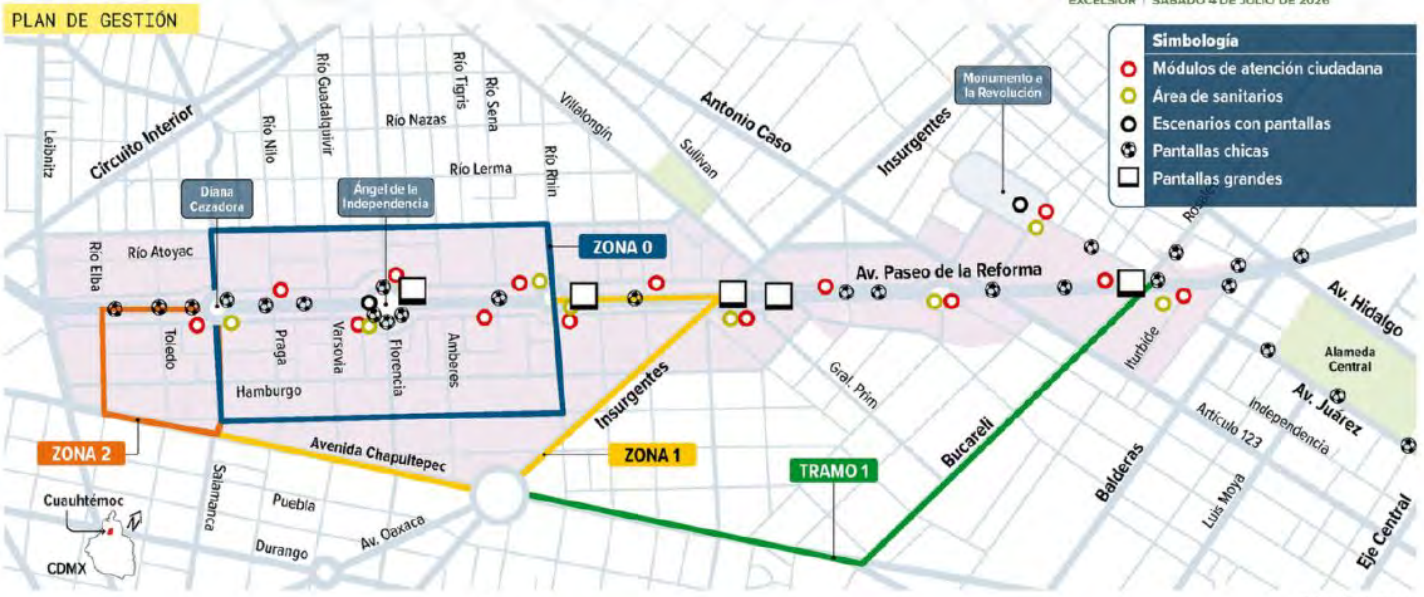 EXCELSIOR | SÁBADO 4 DE JULIO DE 2026
PLAN DE GESTIÓN
Simbología
Módulos de atención ciudadana
Área de sanitarios
Escenarios con pantallas
Pantallas chicas
Pantallas grandes
Leibnitz
Circuito Interior
Río Nilo
Río Guadalquivir
Río Nazas
Río Tigris
Río Sena
Río Lerma
Río Rhin
Villalongín
Sullivan
Antonio Caso
Insurgentes
Monumento a
la Revolución
Diana
Cazadora
Ángel de la
Independencia
ZONA 0
Río Elba
Río Atoyac
Av. Paseo de la Reforma
Av. Hidalgo
Toledo
Praga
Varsovia
Florencia
Amberes
Hamburgo
Insurgentes
Gral. Prim
Iturbide
Alameda
Central
Av. Juárez
Independencia
Artículo 123
ZONA 2
Avenida Chapultepec
ZONA 1
TRAMO 1
Bucareli
Balderas
Luis Moya
Eje Central
Salamanca
Puebla
Durango
Av. Oaxaca
Cuauhtémoc
N
CDMX